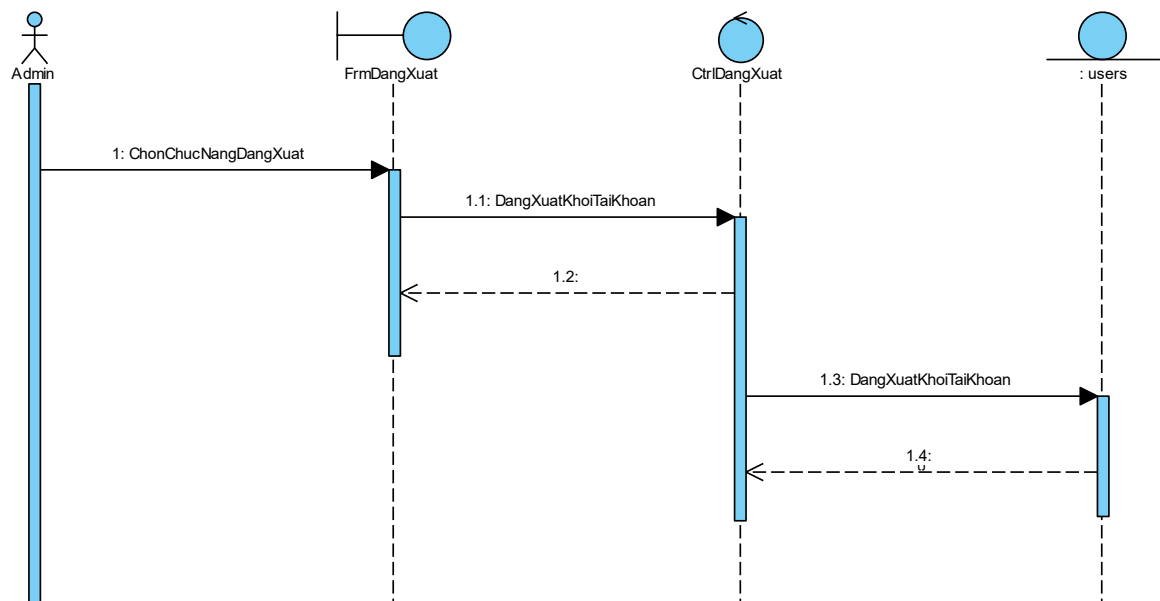 Admin
FrmDangXuat
CtrlDangXuat
: users
1: ChonChucNangDangXuat
1.1: DangXuatKhoiTaiKhoan
1.2:
1.3: DangXuatKhoiTaiKhoan
1.4: